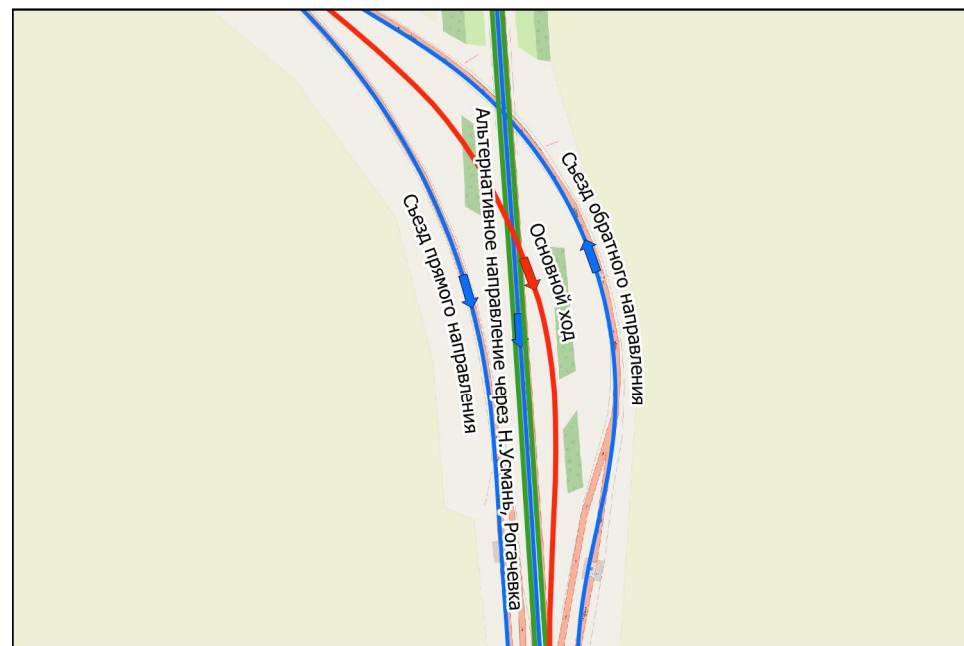 Съезд прямого направления
Альтернативное направление через Н.Усмань, Рогачевка
Основной ход
Съезд обратного направления